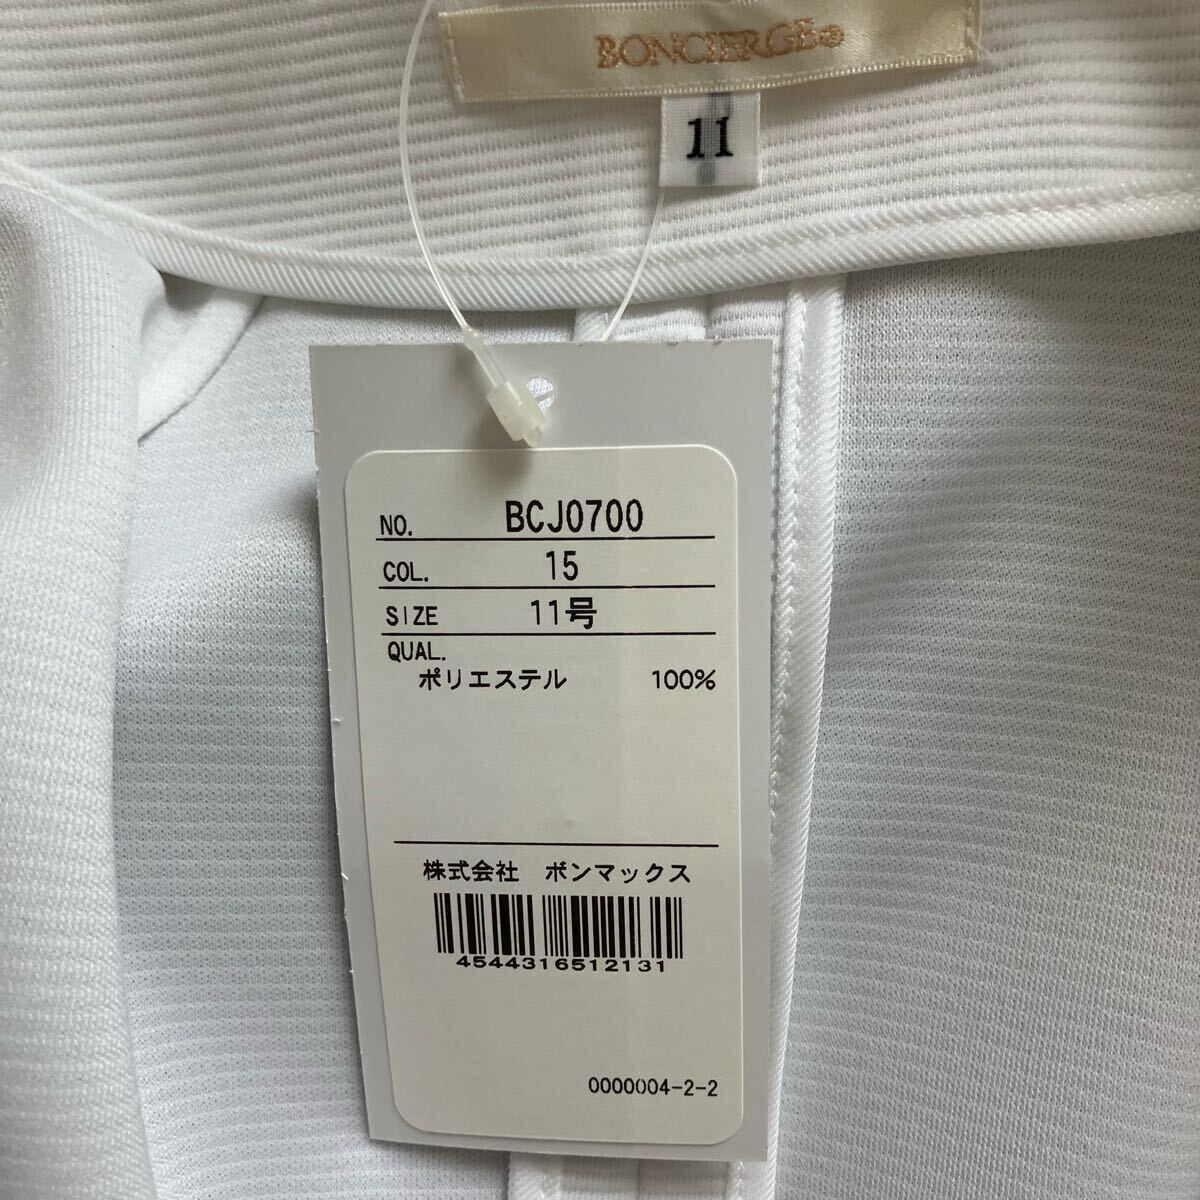 BONCIERGE®
11
NO. BCJ0700
COL. 15
SIZE 11号
QUAL.
ポリエステル 100%
株式会社 ボンマックス
4544316512131
0000004-2-2